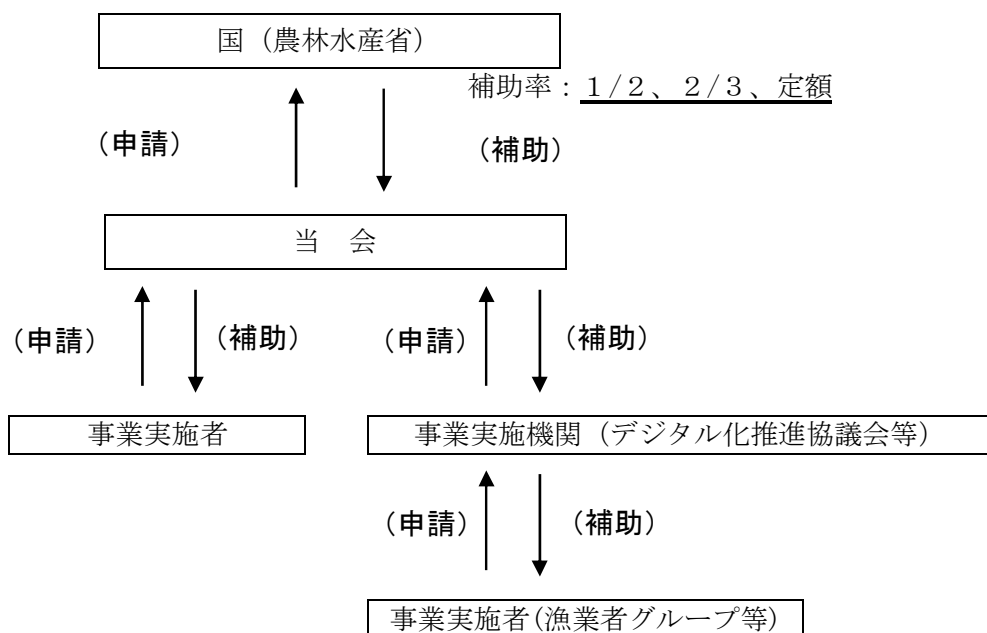 国（農林水産省）
補助率：１/２、２/３、定額
（申請）
（補助）
当　会
（申請）
（補助）
（申請）
（補助）
事業実施者
事業実施機関（デジタル化推進協議会等）
（申請）
（補助）
事業実施者(漁業者グループ等)